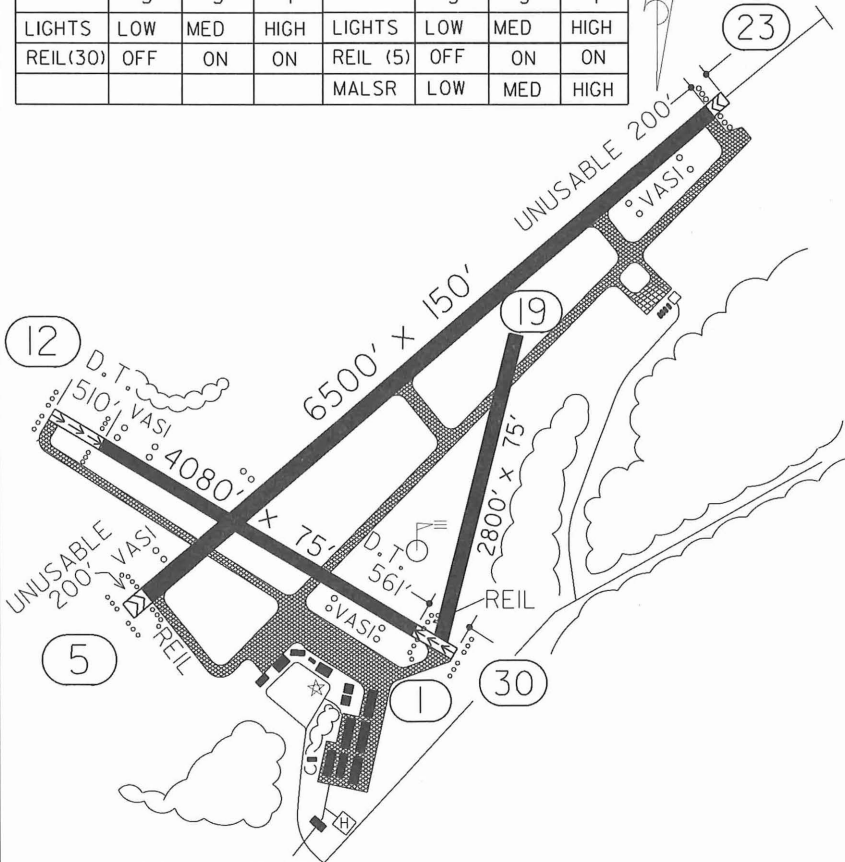 LIGHTS LOW MED HIGH LIGHTS LOW MED HIGH
REIL(30) OFF ON ON REIL (5) OFF ON ON
MALSR LOW MED HIGH
23
UNUSABLE 200'
VASI
6500' X 150'
19
12
D.T.
510'
VASI
4080' X 75'
2800' X 75'
D.T.
561'
UNUSABLE
200'
VASI
REIL
VASI
REIL
5
1
30
H